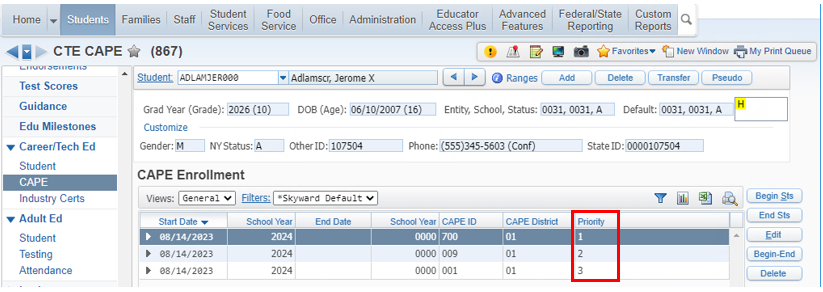 Home Students Families Staff Student Services Food Service Office Administration Educator Access Plus Advanced Features Federal/State Reporting Custom Reports
CTE CAPE (867) Favorites New Window My Print Queue
Test Scores
Guidance
Edu Milestones
Career/Tech Ed
Student
CAPE
Industry Certs
Adult Ed
Student
Testing
Attendance
Student: ADLAMJER000 Adlamscr, Jerome X Ranges Add Delete Transfer Pseudo
Grad Year (Grade): 2026 (10) DOB (Age): 06/10/2007 (16) Entity, School, Status: 0031, 0031, A Default: 0031, 0031, A H
Customize
Gender: M NY Status: A Other ID: 107504 Phone: (555)345-5603 (Conf) State ID: 0000107504
CAPE Enrollment
Views: General Filters: *Skyward Default
Start Date School Year End Date School Year CAPE ID CAPE District Priority
08/14/2023 2024 0000 700 01 1
08/14/2023 2024 0000 009 01 2
08/14/2023 2024 0000 001 01 3
Begin Sts
End Sts
Edit
Begin-End
Delete